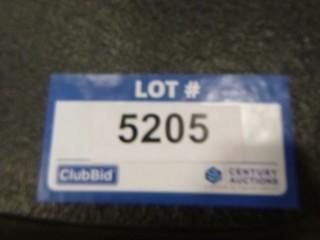 LOT #
5205
ClubBid
CENTURY
AUCTIONS